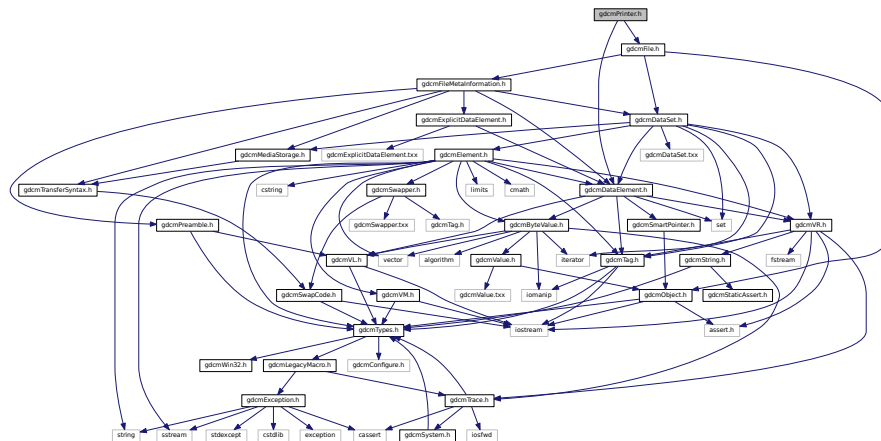 gdcmPrinter.h
gdcmFile.h
gdcmFileMetaInformation.h
gdcmExplicitDataElement.h
gdcmDataSet.h
gdcmMediaStorage.h
gdcmExplicitDataElement.txx
gdcmElement.h
gdcmDataSet.txx
gdcmTransferSyntax.h
cstring
gdcmSwapper.h
limits
cmath
gdcmDataElement.h
gdcmPreamble.h
gdcmSwapper.txx
gdcmTag.h
gdcmByteValue.h
gdcmSmartPointer.h
set
gdcmVR.h
gdcmVL.h
vector
algorithm
gdcmValue.h
iterator
gdcmTag.h
gdcmString.h
fstream
gdcmSwapCode.h
gdcmVM.h
gdcmValue.txx
iomanip
gdcmObject.h
gdcmStaticAssert.h
gdcmTypes.h
iostream
assert.h
gdcmWin32.h
gdcmLegacyMacro.h
gdcmConfigure.h
gdcmException.h
gdcmTrace.h
string
sstream
stdexcept
cstdlib
exception
cassert
gdcmSystem.h
iosfwd